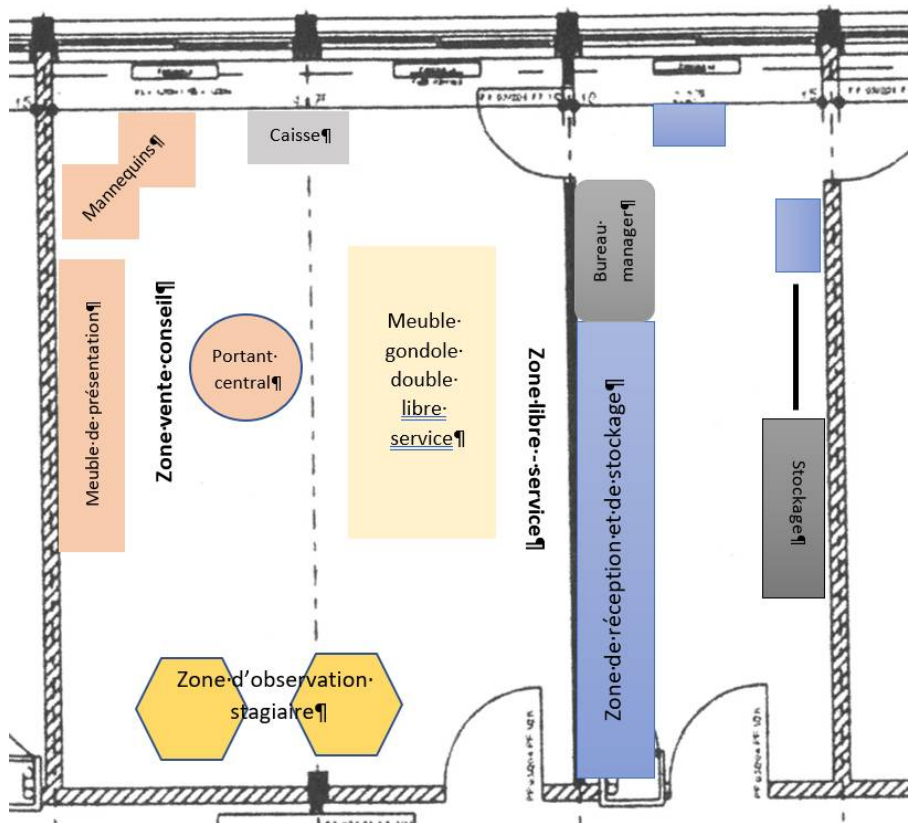 Caisse¶
Mannequins¶
Meuble·de·présentation¶
Zone·vente·conseil¶
Portant·
central¶
Meuble·
gondole·
double·
libre·
service¶
Zone·libre·-·service¶
Bureau·
manager¶
Zone·de·réception·et·de·stockage¶
Stockage¶
Zone·d’observation·
stagiaire¶